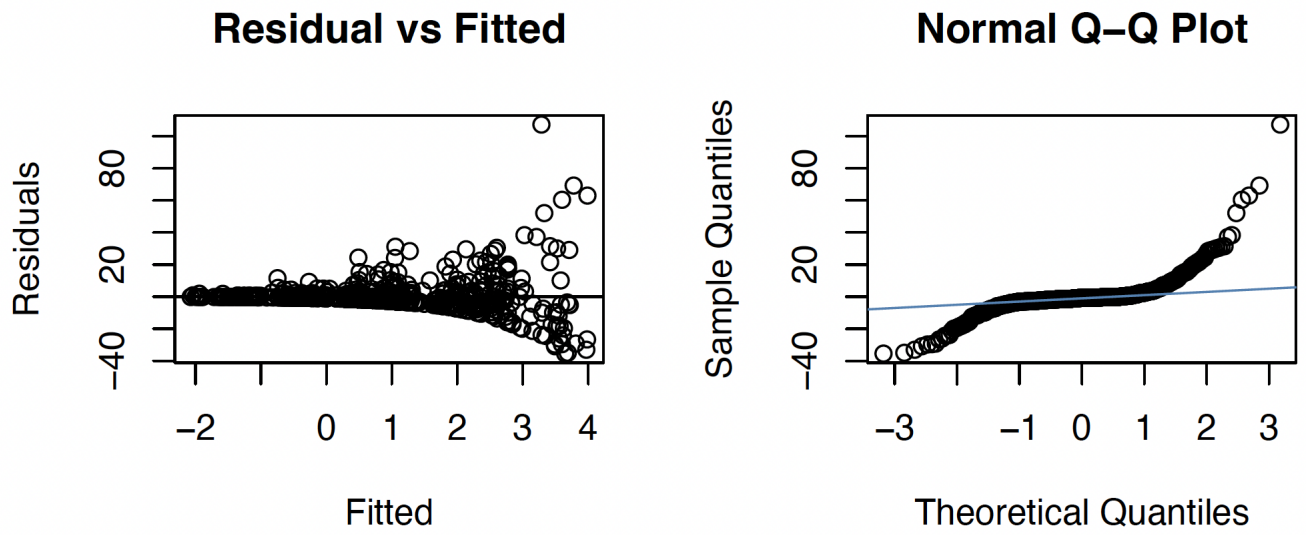 Residual vs Fitted
Residuals
80
20
−40
−2 0 1 2 3 4
Fitted
Normal Q−Q Plot
Sample Quantiles
80
20
−40
−3 −1 0 1 2 3
Theoretical Quantiles